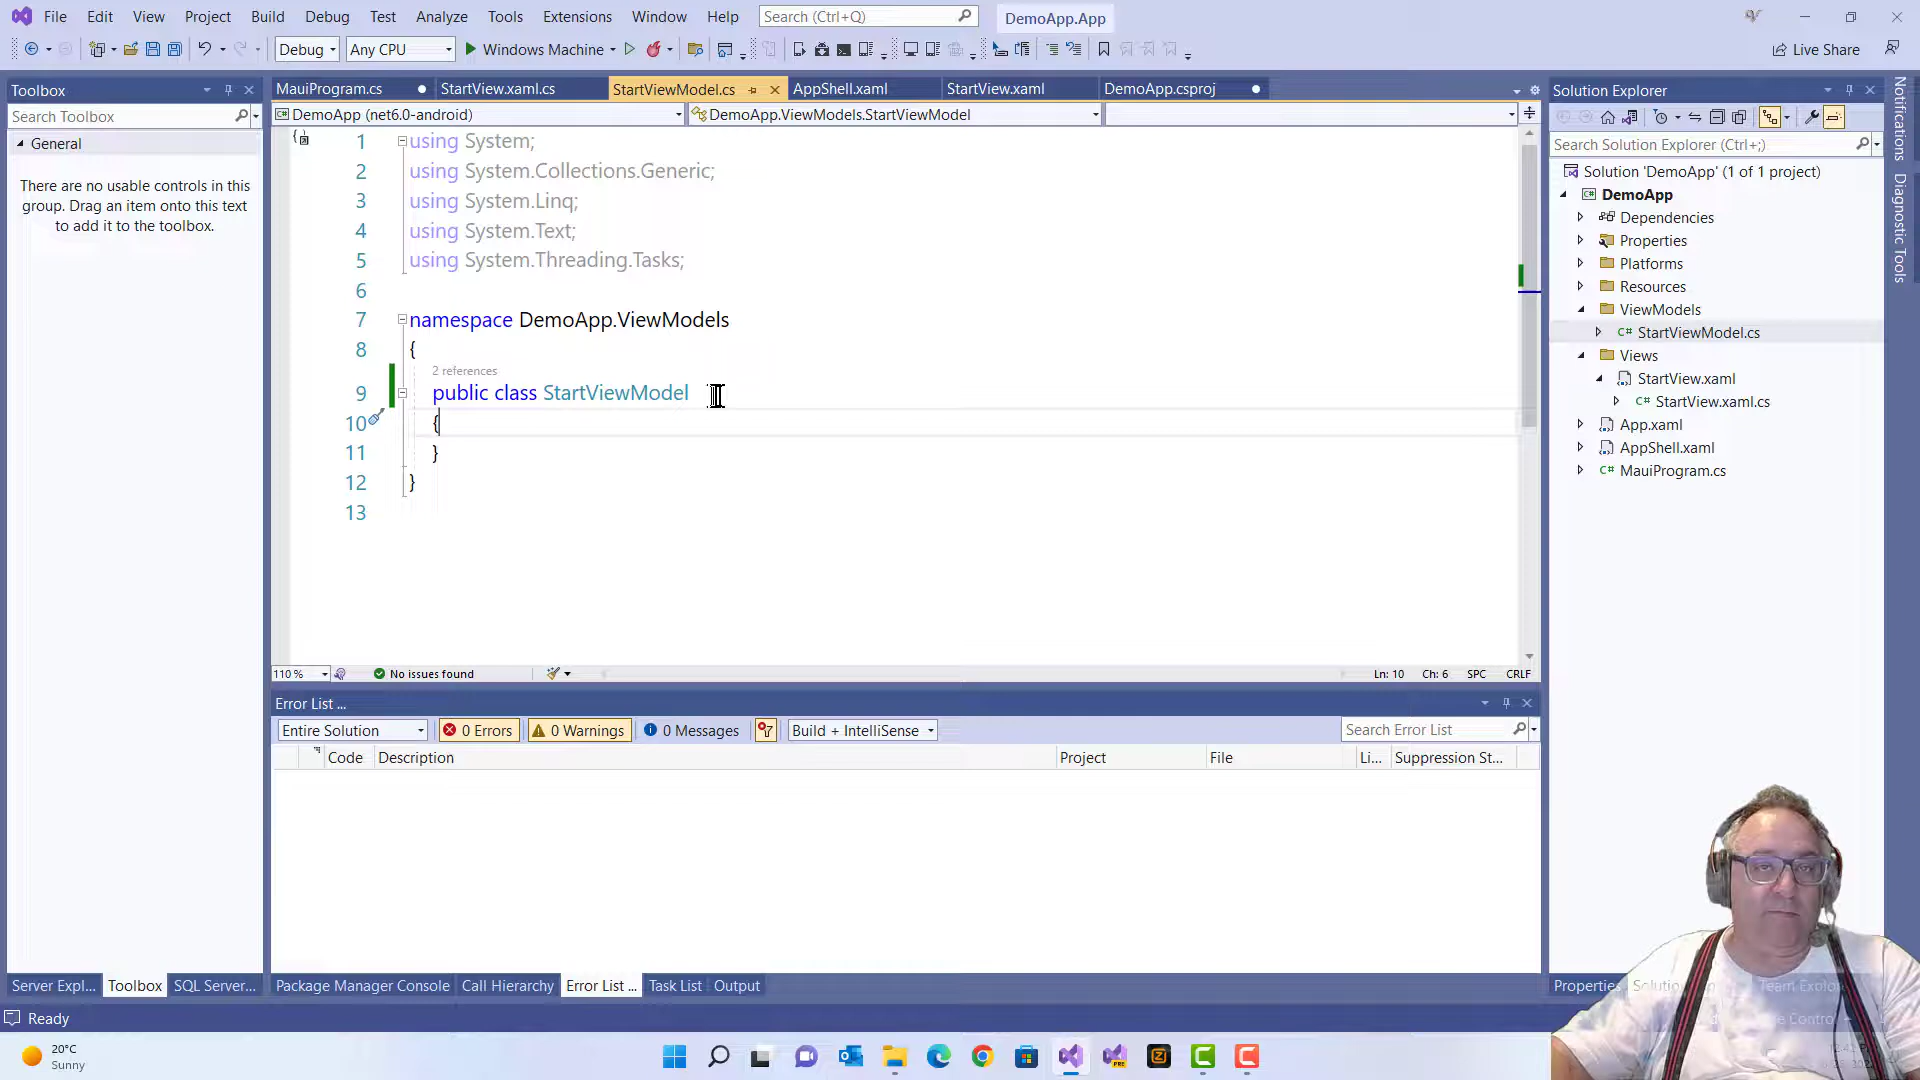 File Edit View Project Build Debug Test Analyze Tools Extensions Window Help Search (Ctrl+Q) DemoApp.App
Debug Any CPU Windows Machine Live Share
Toolbox
Search Toolbox
General
There are no usable controls in this
group. Drag an item onto this text
to add it to the toolbox.
MauiProgram.cs StartView.xaml.cs StartViewModel.cs AppShell.xaml StartView.xaml DemoApp.csproj
DemoApp (net6.0-android) DemoApp.ViewModels.StartViewModel
1 using System;
2 using System.Collections.Generic;
3 using System.Linq;
4 using System.Text;
5 using System.Threading.Tasks;
6
7 namespace DemoApp.ViewModels
8 {
2 references
9 public class StartViewModel
10 {
11 }
12 }
13
110 % No issues found Ln: 10 Ch: 6 SPC CRLF
Error List ...
Entire Solution 0 Errors 0 Warnings 0 Messages Build + IntelliSense Search Error List
Code Description Project File Li... Suppression St...
Solution Explorer
Search Solution Explorer (Ctrl+;)
Solution 'DemoApp' (1 of 1 project)
DemoApp
Dependencies
Properties
Platforms
Resources
ViewModels
C# StartViewModel.cs
Views
StartView.xaml
C# StartView.xaml.cs
App.xaml
AppShell.xaml
C# MauiProgram.cs
Notifications
Diagnostic Tools
Server Expl... Toolbox SQL Server... Package Manager Console Call Hierarchy Error List ... Task List Output Properties
Ready
20°C
Sunny